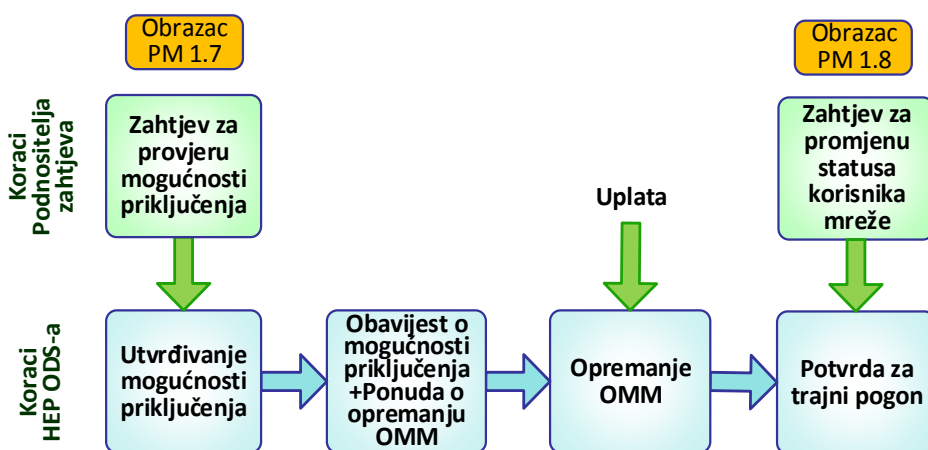 Obrazac
PM 1.7
Obrazac
PM 1.8
Koraci
Podnositelja
zahtjeva
Zahtjev za
provjeru
mogućnosti
priključenja
Uplata
Zahtjev za
promjenu
statusa
korisnika
mreže
Koraci
HEP ODS-a
Utvrđivanje
mogućnosti
priključenja
Obavijest o
mogućnosti
priključenja
+Ponuda o
opremanju
OMM
Opremanje
OMM
Potvrda za
trajni pogon